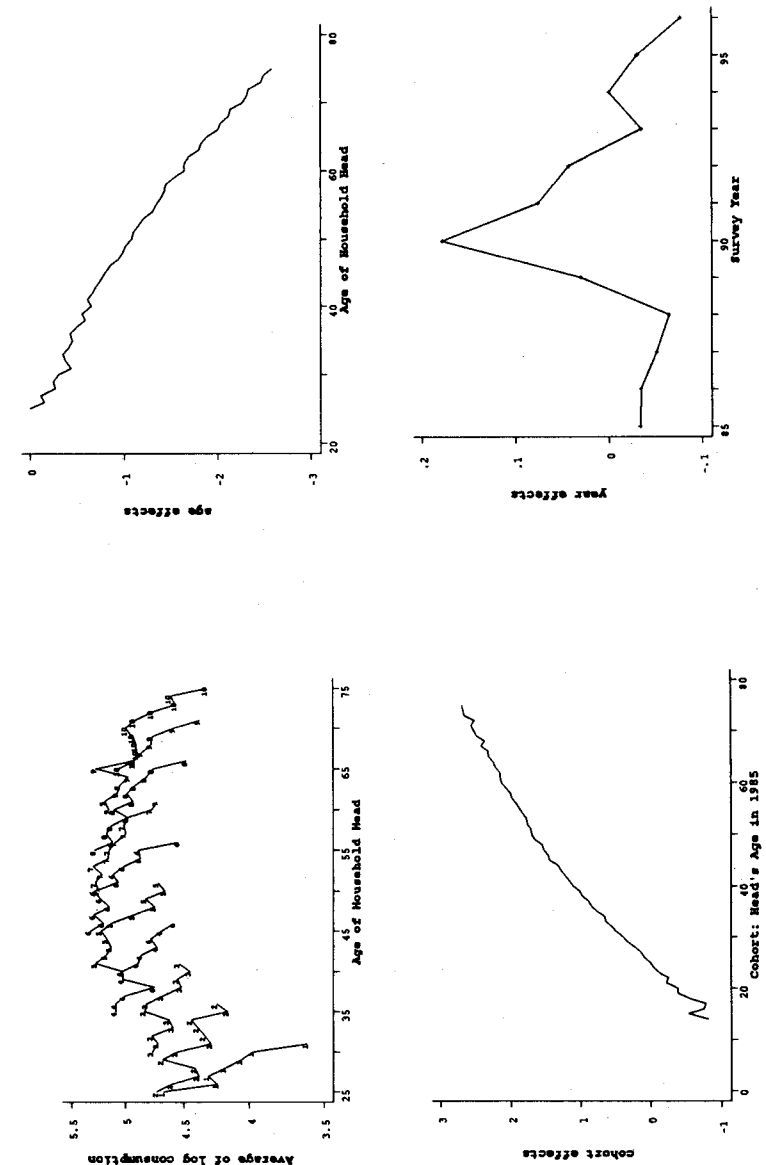 Average of log consumption
5.5
5
4.5
4
3.5
25 35 45 55 65 75
Age of Household Head
age effects
0
-1
-2
-3
20 40 60 80
Age of Household Head
cohort effects
3
2
1
0
-1
0 20 40 60 80
Cohort: Head's Age in 1985
year effects
.2
.1
0
-.1
85 90 95
Survey Year